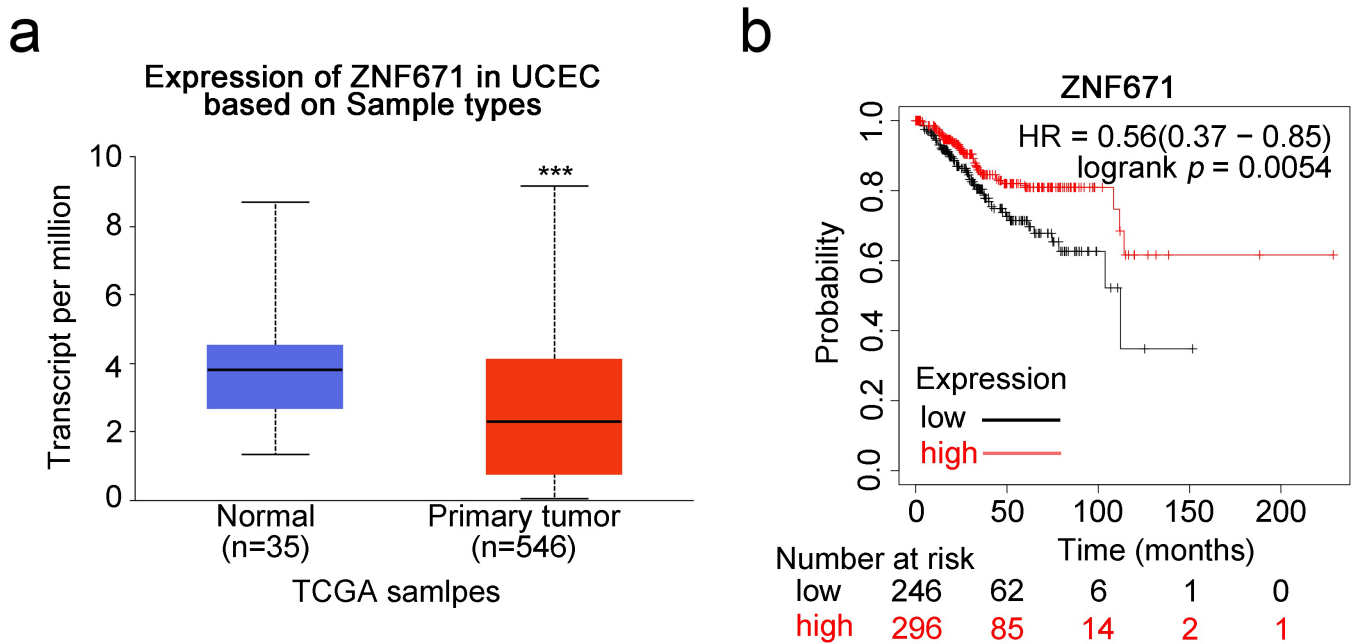 a
Expression of ZNF671 in UCEC
based on Sample types
Transcript per million
10
8
6
4
2
0
***
Normal
(n=35)
Primary tumor
(n=546)
TCGA samlpes
b
ZNF671
HR = 0.56(0.37 − 0.85)
logrank p = 0.0054
Probability
1.0
0.8
0.6
0.4
0.2
0.0
Expression
low
high
0 50 100 150 200
Time (months)
Number at risk
low 246 62 6 1 0
high 296 85 14 2 1